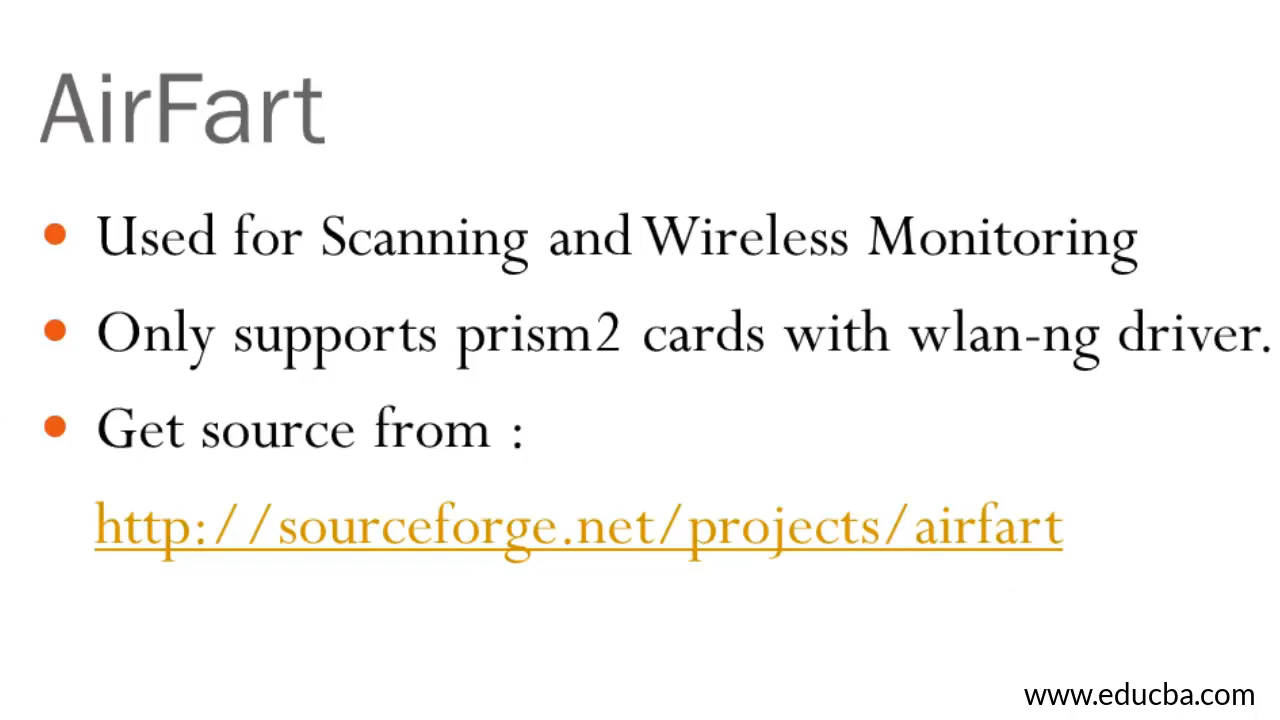 AirFart
• Used for Scanning and Wireless Monitoring
• Only supports prism2 cards with wlan-ng driver.
• Get source from :
http://sourceforge.net/projects/airfart
www.educba.com